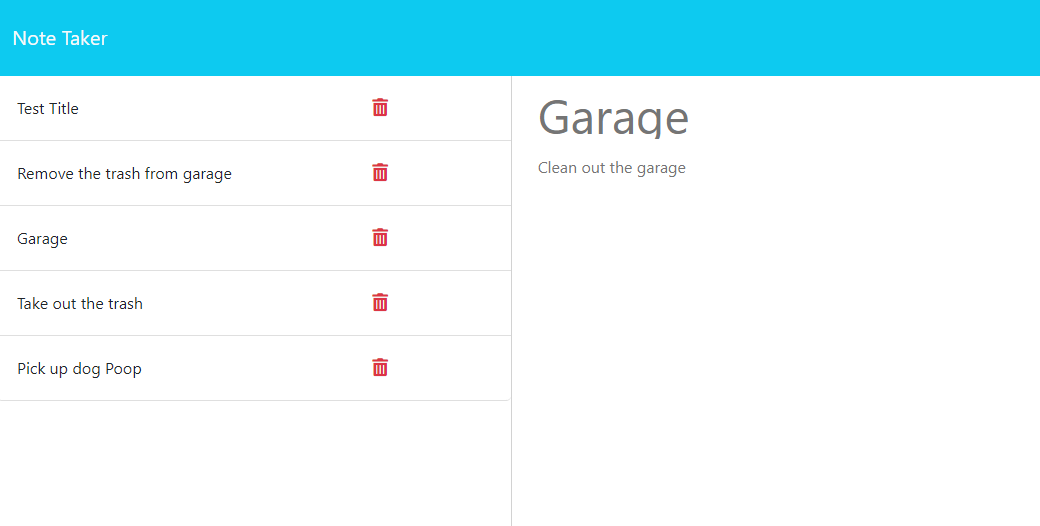 Note Taker
Test Title
Remove the trash from garage
Garage
Take out the trash
Pick up dog Poop
Garage
Clean out the garage